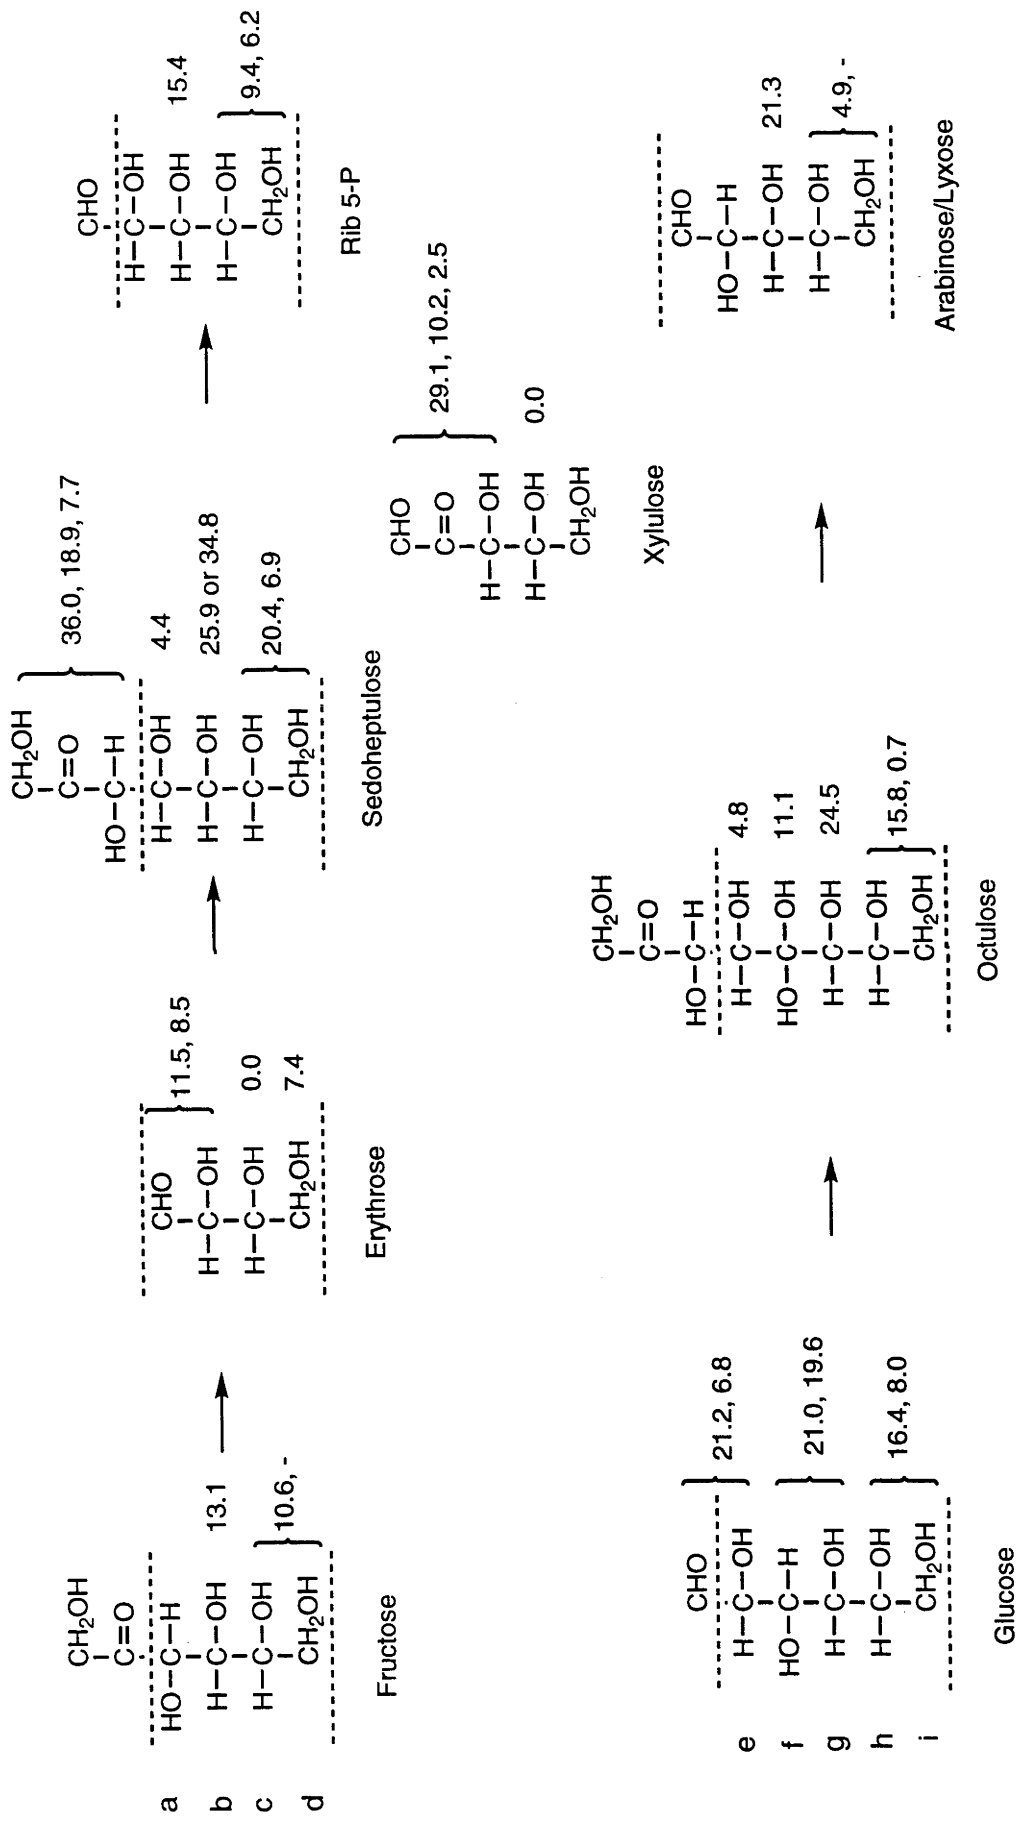 a
b
c
d
CH2OH
C=O
HO–C–H
H–C–OH 13.1
H–C–OH
CH2OH
10.6, -
Fructose
CHO
H–C–OH
11.5, 8.5
H–C–OH 0.0
CH2OH 7.4
Erythrose
CH2OH
C=O
HO–C–H
36.0, 18.9, 7.7
H–C–OH 4.4
H–C–OH 25.9 or 34.8
H–C–OH
CH2OH
20.4, 6.9
Sedoheptulose
CHO
H–C–OH
H–C–OH 15.4
H–C–OH
CH2OH
9.4, 6.2
Rib 5-P
CHO
C=O
H–C–OH
29.1, 10.2, 2.5
H–C–OH 0.0
CH2OH
Xylulose
e
f
g
h
i
CHO
H–C–OH
21.2, 6.8
HO–C–H
H–C–OH
21.0, 19.6
H–C–OH
CH2OH
16.4, 8.0
Glucose
CH2OH
C=O
HO–C–H
H–C–OH 4.8
HO–C–OH 11.1
H–C–OH 24.5
H–C–OH
CH2OH
15.8, 0.7
Octulose
CHO
HO–C–H
H–C–OH 21.3
H–C–OH
CH2OH
4.9, -
Arabinose/Lyxose